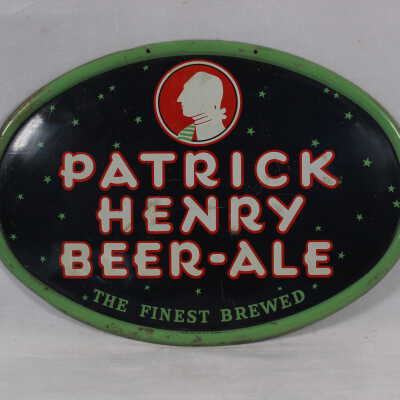 PATRICK
HENRY
BEER-ALE
THE FINEST BREWED